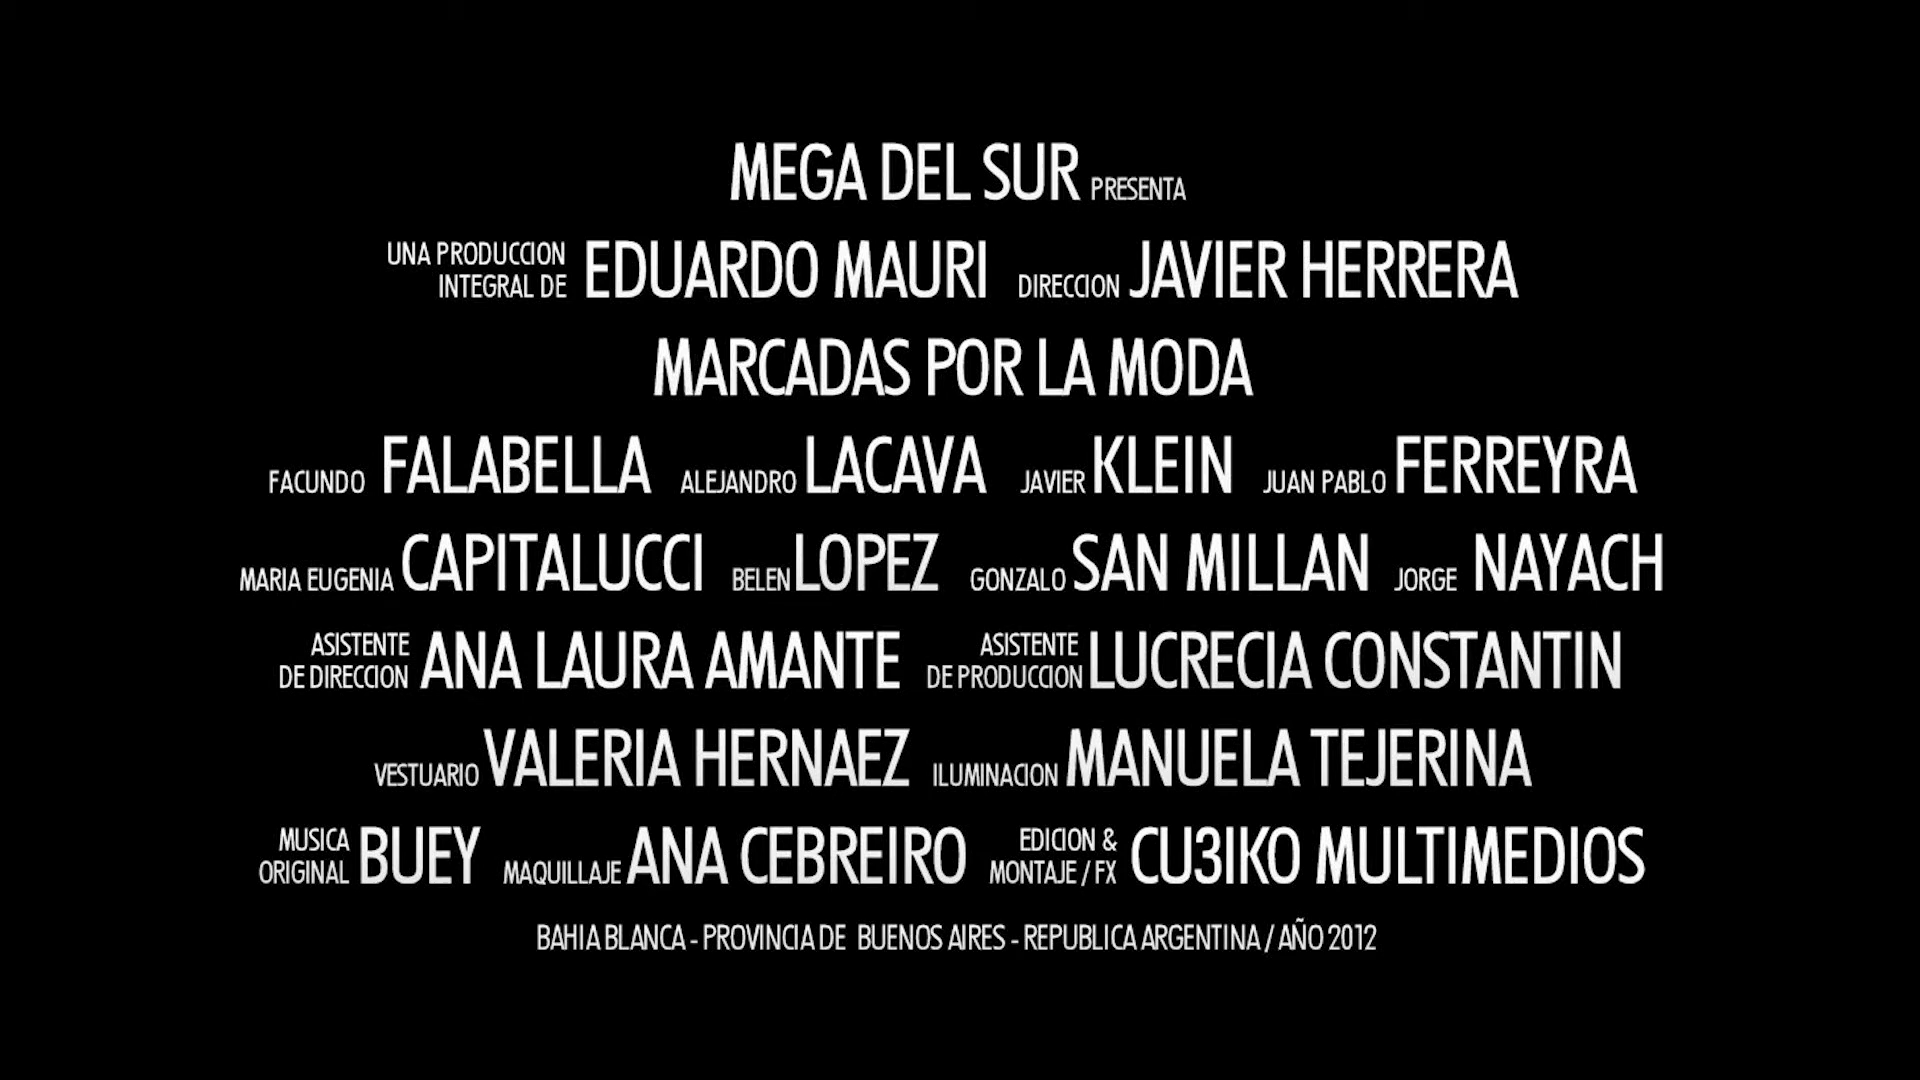 MEGA DEL SUR PRESENTA
UNA PRODUCCION INTEGRAL DE EDUARDO MAURI DIRECCION JAVIER HERRERA
MARCADAS POR LA MODA
FACUNDO FALABELLA ALEJANDRO LACAVA JAVIER KLEIN JUAN PABLO FERREYRA
MARIA EUGENIA CAPITALUCCI BELEN LOPEZ GONZALO SAN MILLAN JORGE NAYACH
ASISTENTE DE DIRECCION ANA LAURA AMANTE ASISTENTE DE PRODUCCION LUCRECIA CONSTANTIN
VESTUARIO VALERIA HERNAEZ ILUMINACION MANUELA TEJERINA
MUSICA ORIGINAL BUEY MAQUILLAJE ANA CEBREIRO EDICION & MONTAJE / FX CU3IKO MULTIMEDIOS
BAHIA BLANCA - PROVINCIA DE BUENOS AIRES - REPUBLICA ARGENTINA / AÑO 2012